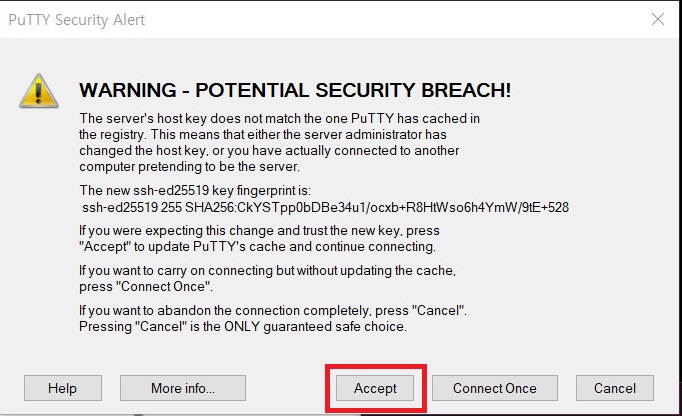 PuTTY Security Alert
WARNING - POTENTIAL SECURITY BREACH!
The server's host key does not match the one PuTTY has cached in
the registry. This means that either the server administrator has
changed the host key, or you have actually connected to another
computer pretending to be the server.
The new ssh-ed25519 key fingerprint is:
ssh-ed25519 255 SHA256:CkYSTpp0bDBe34u1/ocxb+R8HtWso6h4YmW/9tE+528
If you were expecting this change and trust the new key, press
"Accept" to update PuTTY's cache and continue connecting.
If you want to carry on connecting but without updating the cache,
press "Connect Once".
If you want to abandon the connection completely, press "Cancel".
Pressing "Cancel" is the ONLY guaranteed safe choice.
Help More info... Accept Connect Once Cancel